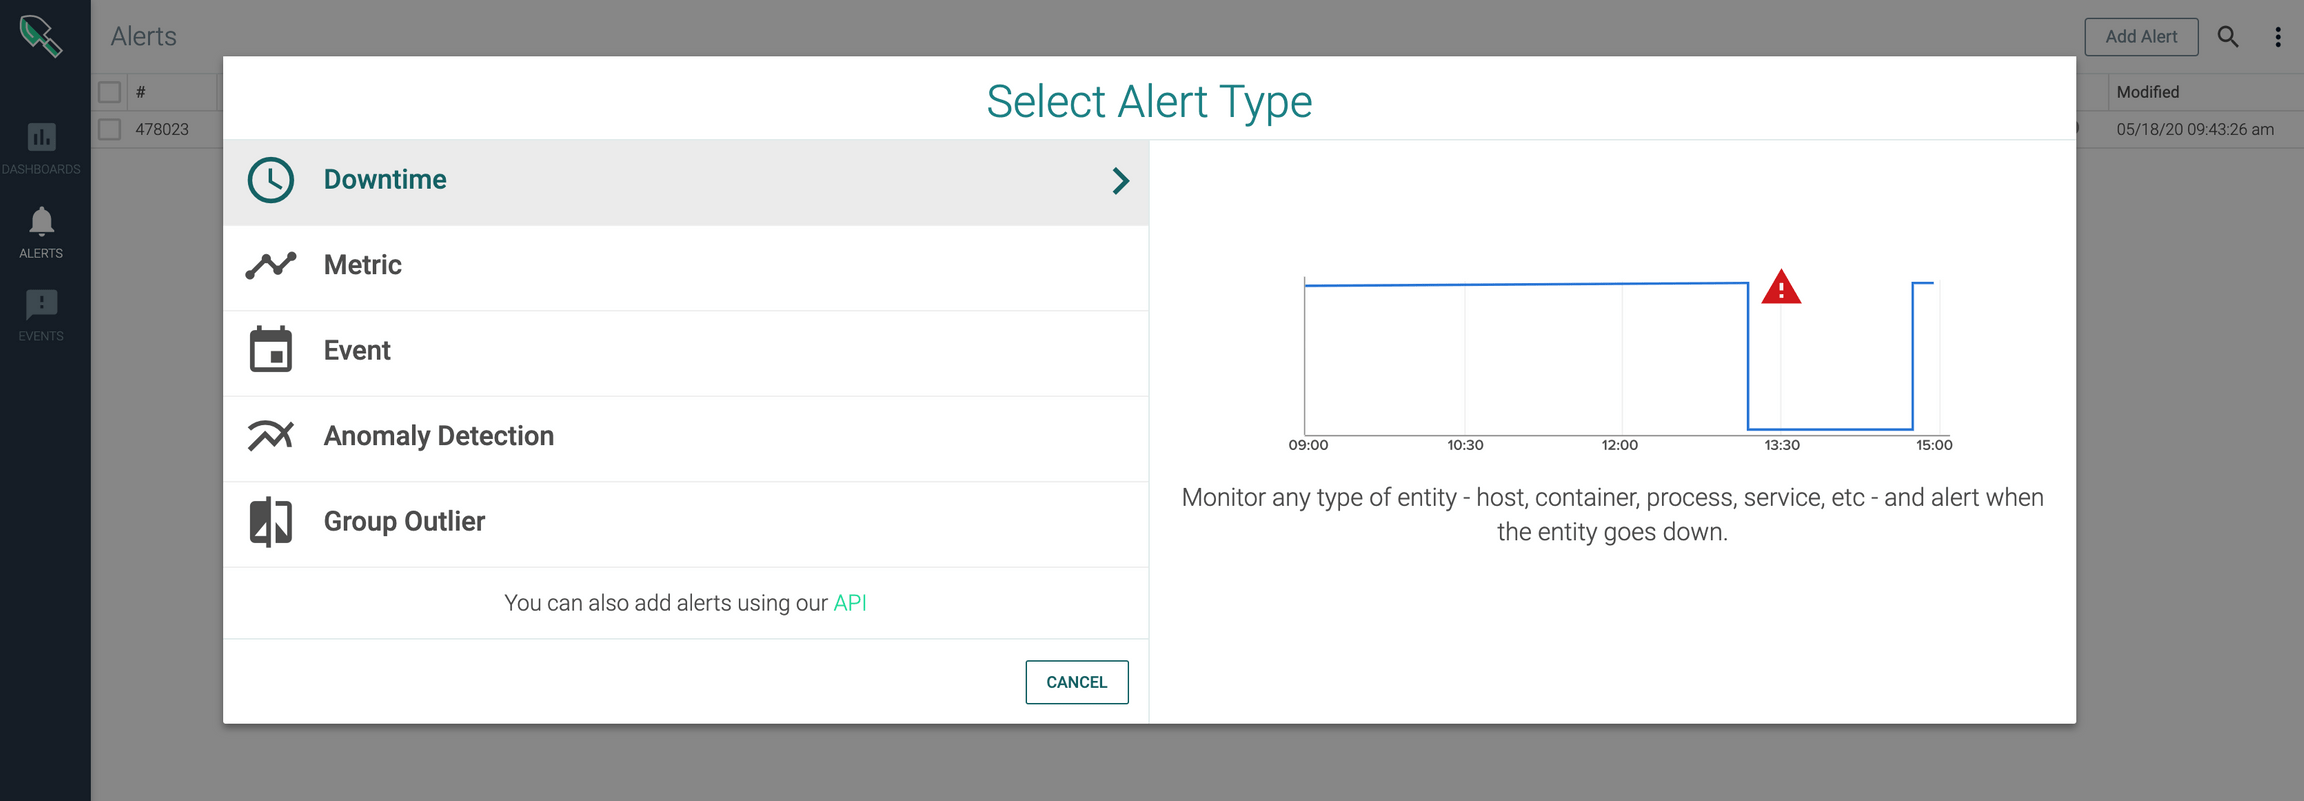 Alerts
Add Alert
#
Modified
478023
05/18/20 09:43:26 am
DASHBOARDS
ALERTS
EVENTS
Select Alert Type
Downtime
Metric
Event
Anomaly Detection
Group Outlier
You can also add alerts using our API
CANCEL
09:00 10:30 12:00 13:30 15:00
Monitor any type of entity - host, container, process, service, etc - and alert when
the entity goes down.